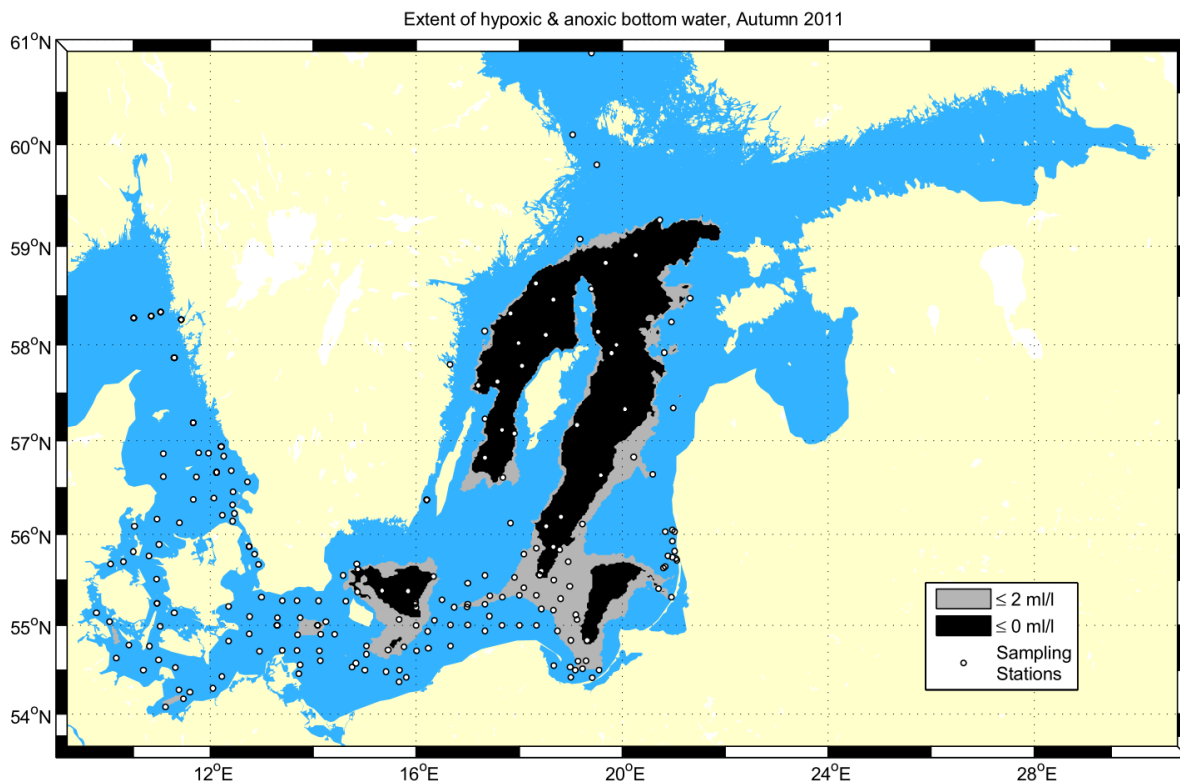 Extent of hypoxic & anoxic bottom water, Autumn 2011
61°N
60°N
59°N
58°N
57°N
56°N
55°N
54°N
12°E
16°E
20°E
24°E
28°E
≤ 2 ml/l
≤ 0 ml/l
Sampling
Stations